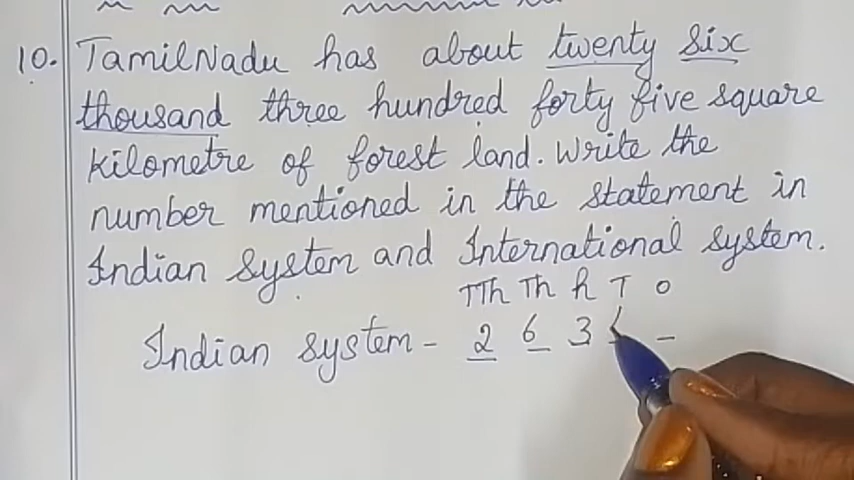 10. TamilNadu has about twenty six
thousand three hundred forty five square
kilometre of forest land. Write the
number mentioned in the statement in
Indian system and International system.
TTh Th h T O
Indian system - 2 6 3